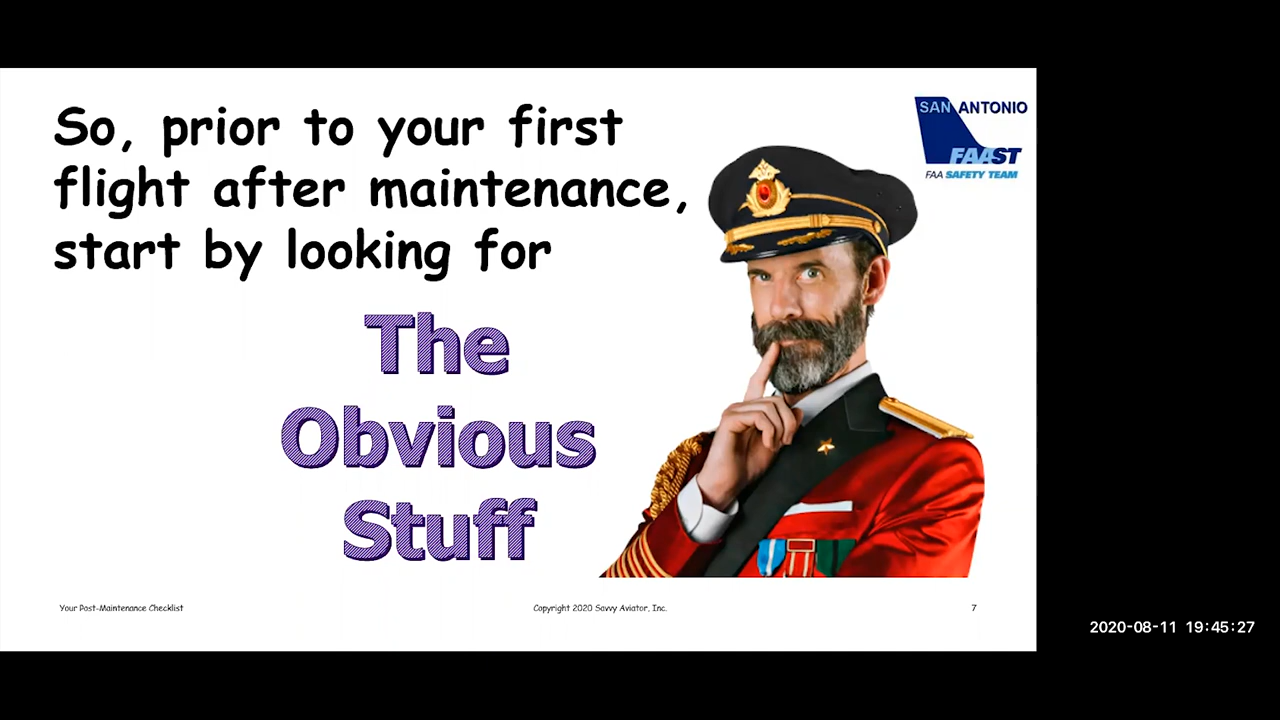 So, prior to your first
flight after maintenance,
start by looking for
The
Obvious
Stuff
SAN ANTONIO
FAAST
FAA SAFETY TEAM
Your Post-Maintenance Checklist
Copyright 2020 Savvy Aviator, Inc.
7
2020-08-11 19:45:27